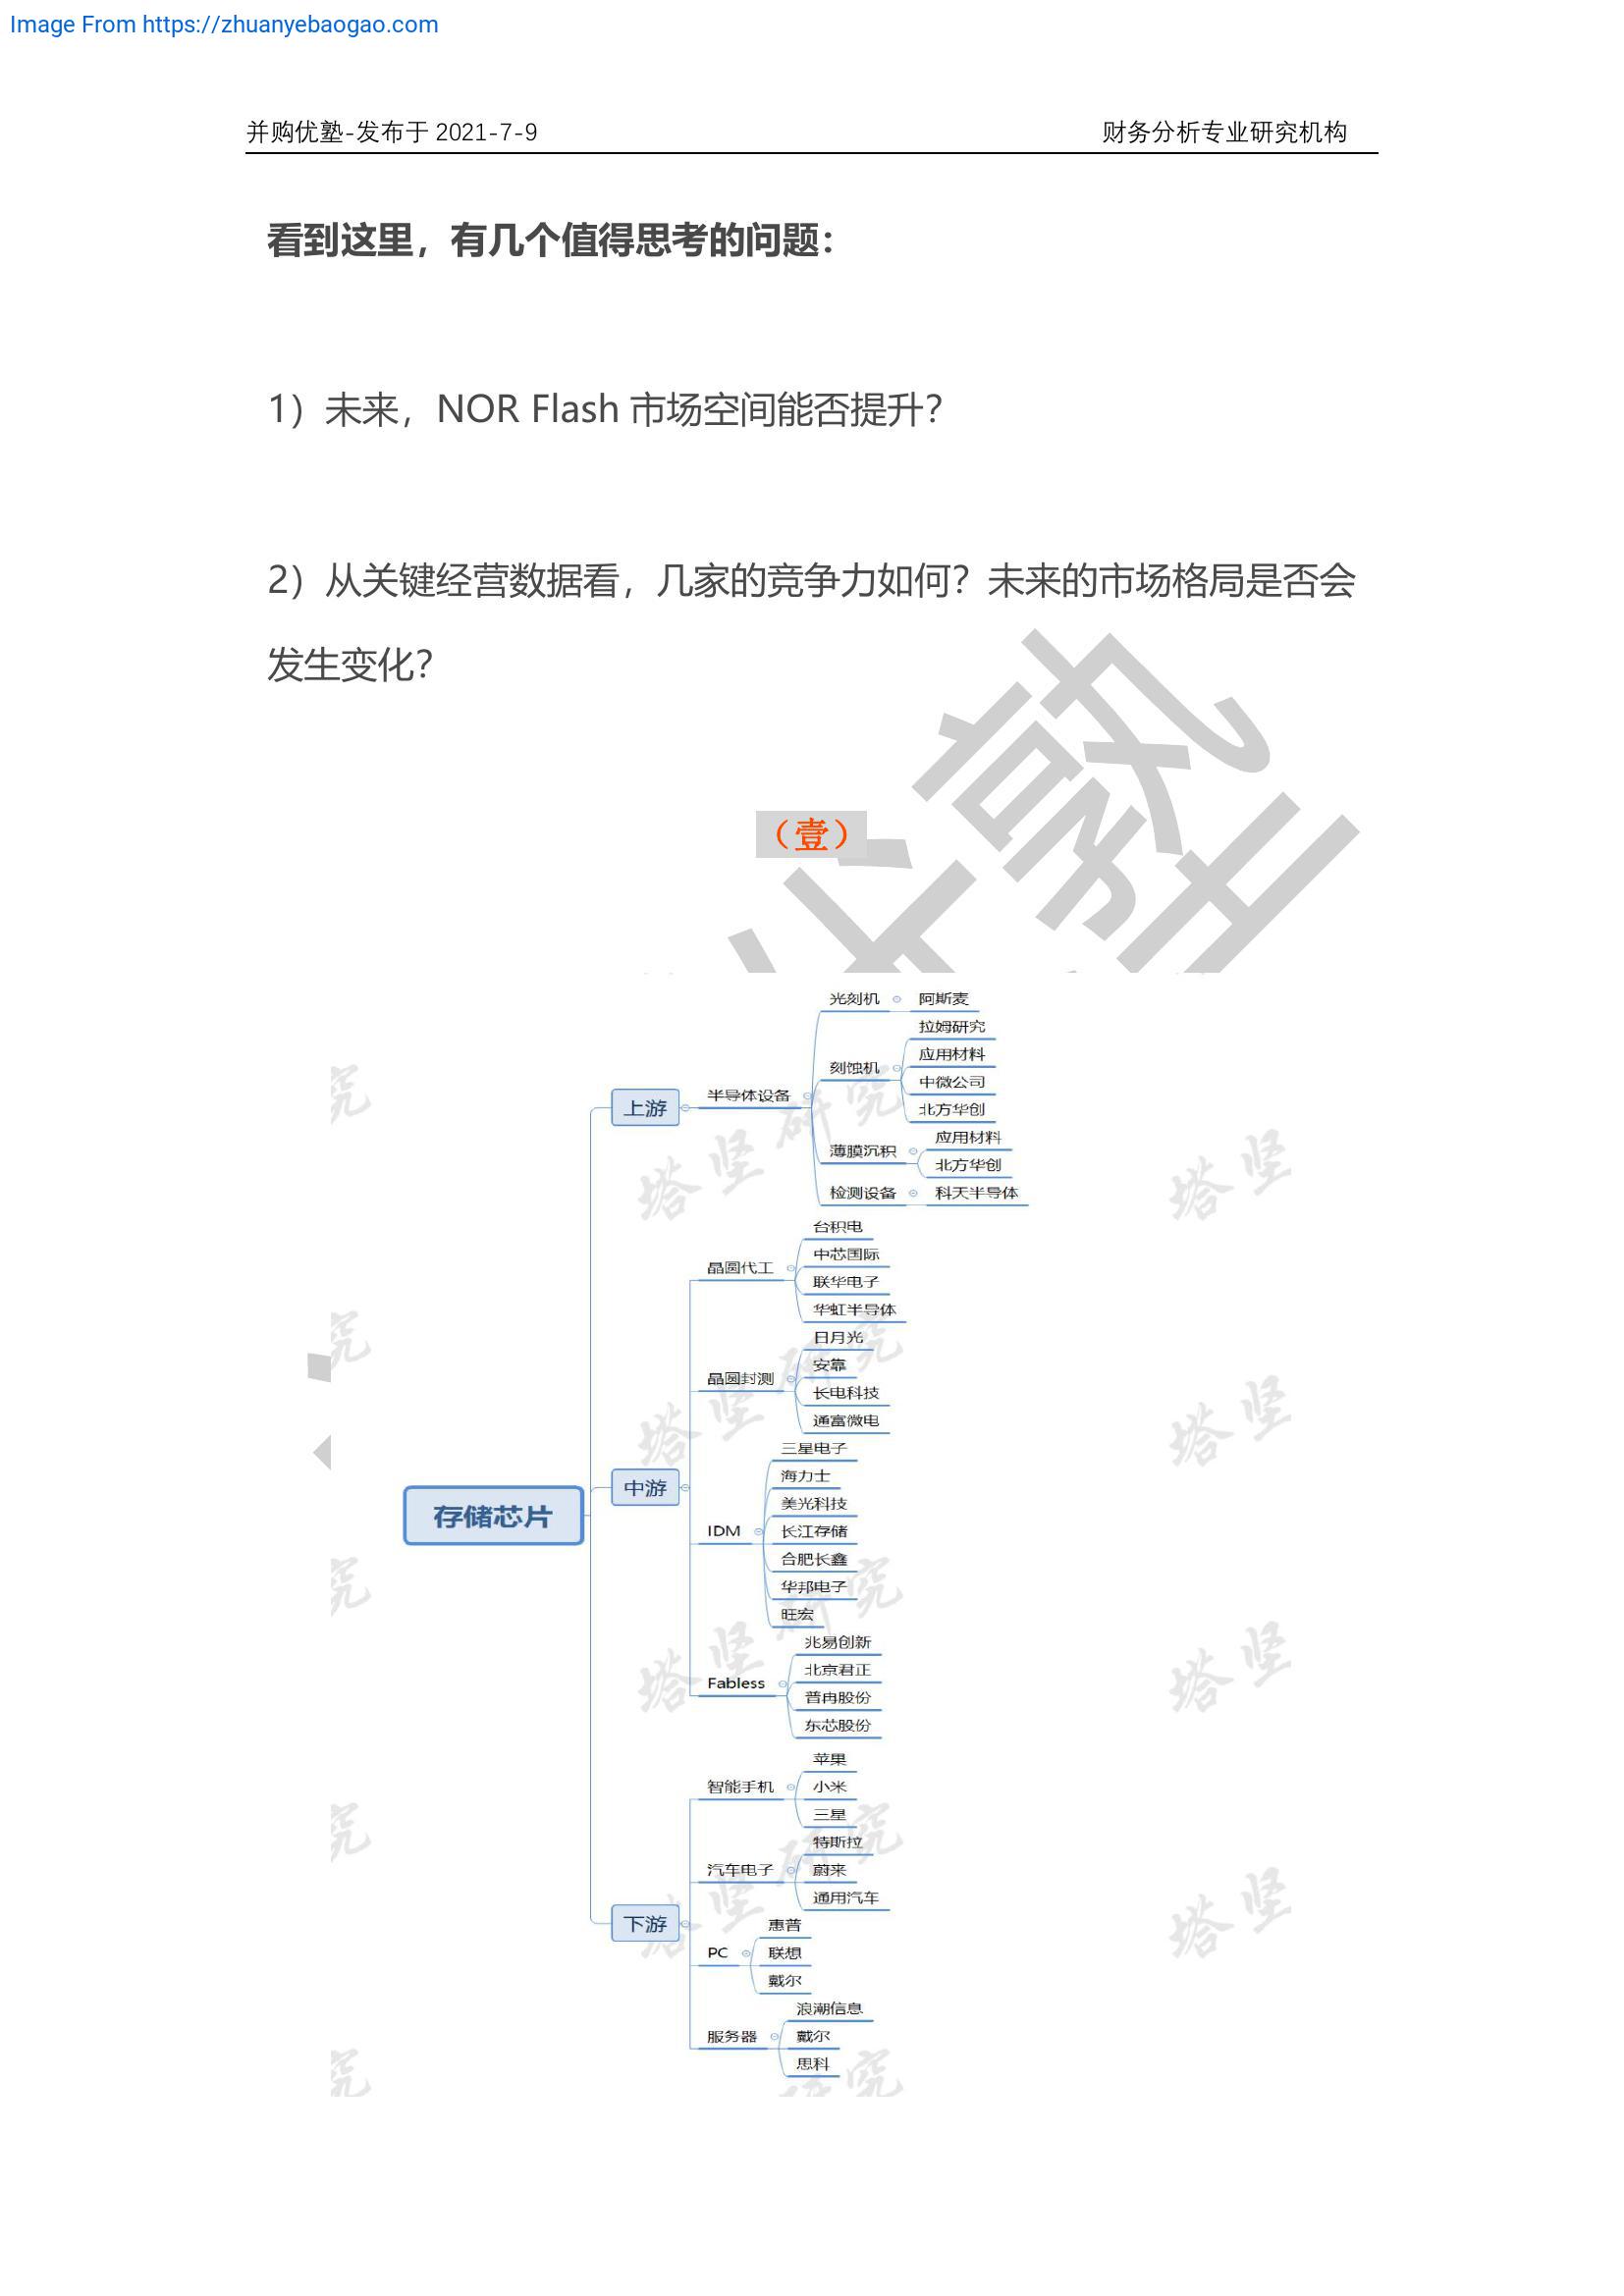 Image From https://zhuanyebaogao.com
并购优塾-发布于 2021-7-9 财务分析专业研究机构
看到这里，有几个值得思考的问题：
1）未来，NOR Flash 市场空间能否提升？
2）从关键经营数据看，几家的竞争力如何？未来的市场格局是否会
发生变化？
（壹）
存储芯片
上游
半导体设备
光刻机
阿斯麦
刻蚀机
拉姆研究
应用材料
中微公司
北方华创
薄膜沉积
应用材料
北方华创
检测设备
科天半导体
中游
晶圆代工
台积电
中芯国际
联华电子
华虹半导体
晶圆封测
日月光
安靠
长电科技
通富微电
IDM
三星电子
海力士
美光科技
长江存储
合肥长鑫
华邦电子
旺宏
Fabless
兆易创新
北京君正
普冉股份
东芯股份
下游
智能手机
苹果
小米
三星
汽车电子
特斯拉
蔚来
通用汽车
PC
惠普
联想
戴尔
服务器
浪潮信息
戴尔
思科
塔坚研究